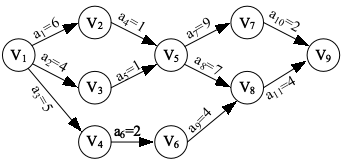 V1
V2
V3
V4
V5
V6
V7
V8
V9
a1=6
a2=4
a3=5
a4=1
a5=1
a6=2
a7=9
a8=7
a9=4
a10=2
a11=4